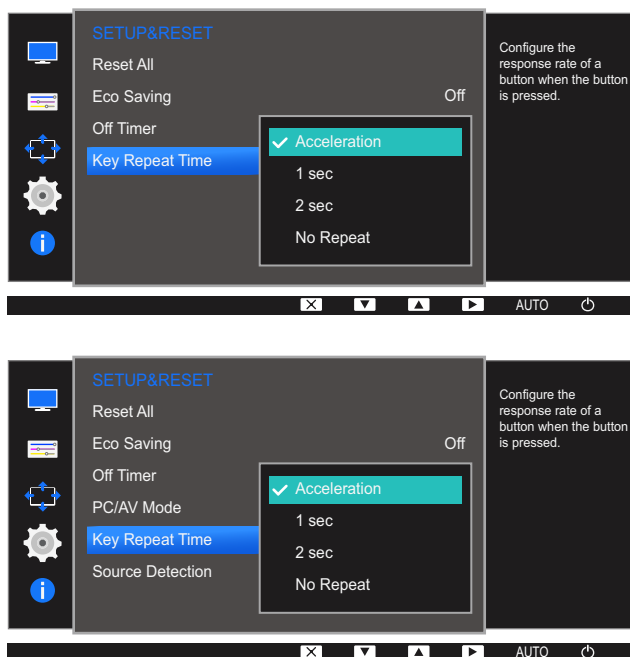 SETUP&RESET
Reset All
Eco Saving Off
Off Timer
Key Repeat Time
Acceleration
1 sec
2 sec
No Repeat
Configure the
response rate of a
button when the button
is pressed.
AUTO
SETUP&RESET
Reset All
Eco Saving Off
Off Timer
PC/AV Mode
Key Repeat Time
Source Detection
Acceleration
1 sec
2 sec
No Repeat
Configure the
response rate of a
button when the button
is pressed.
AUTO